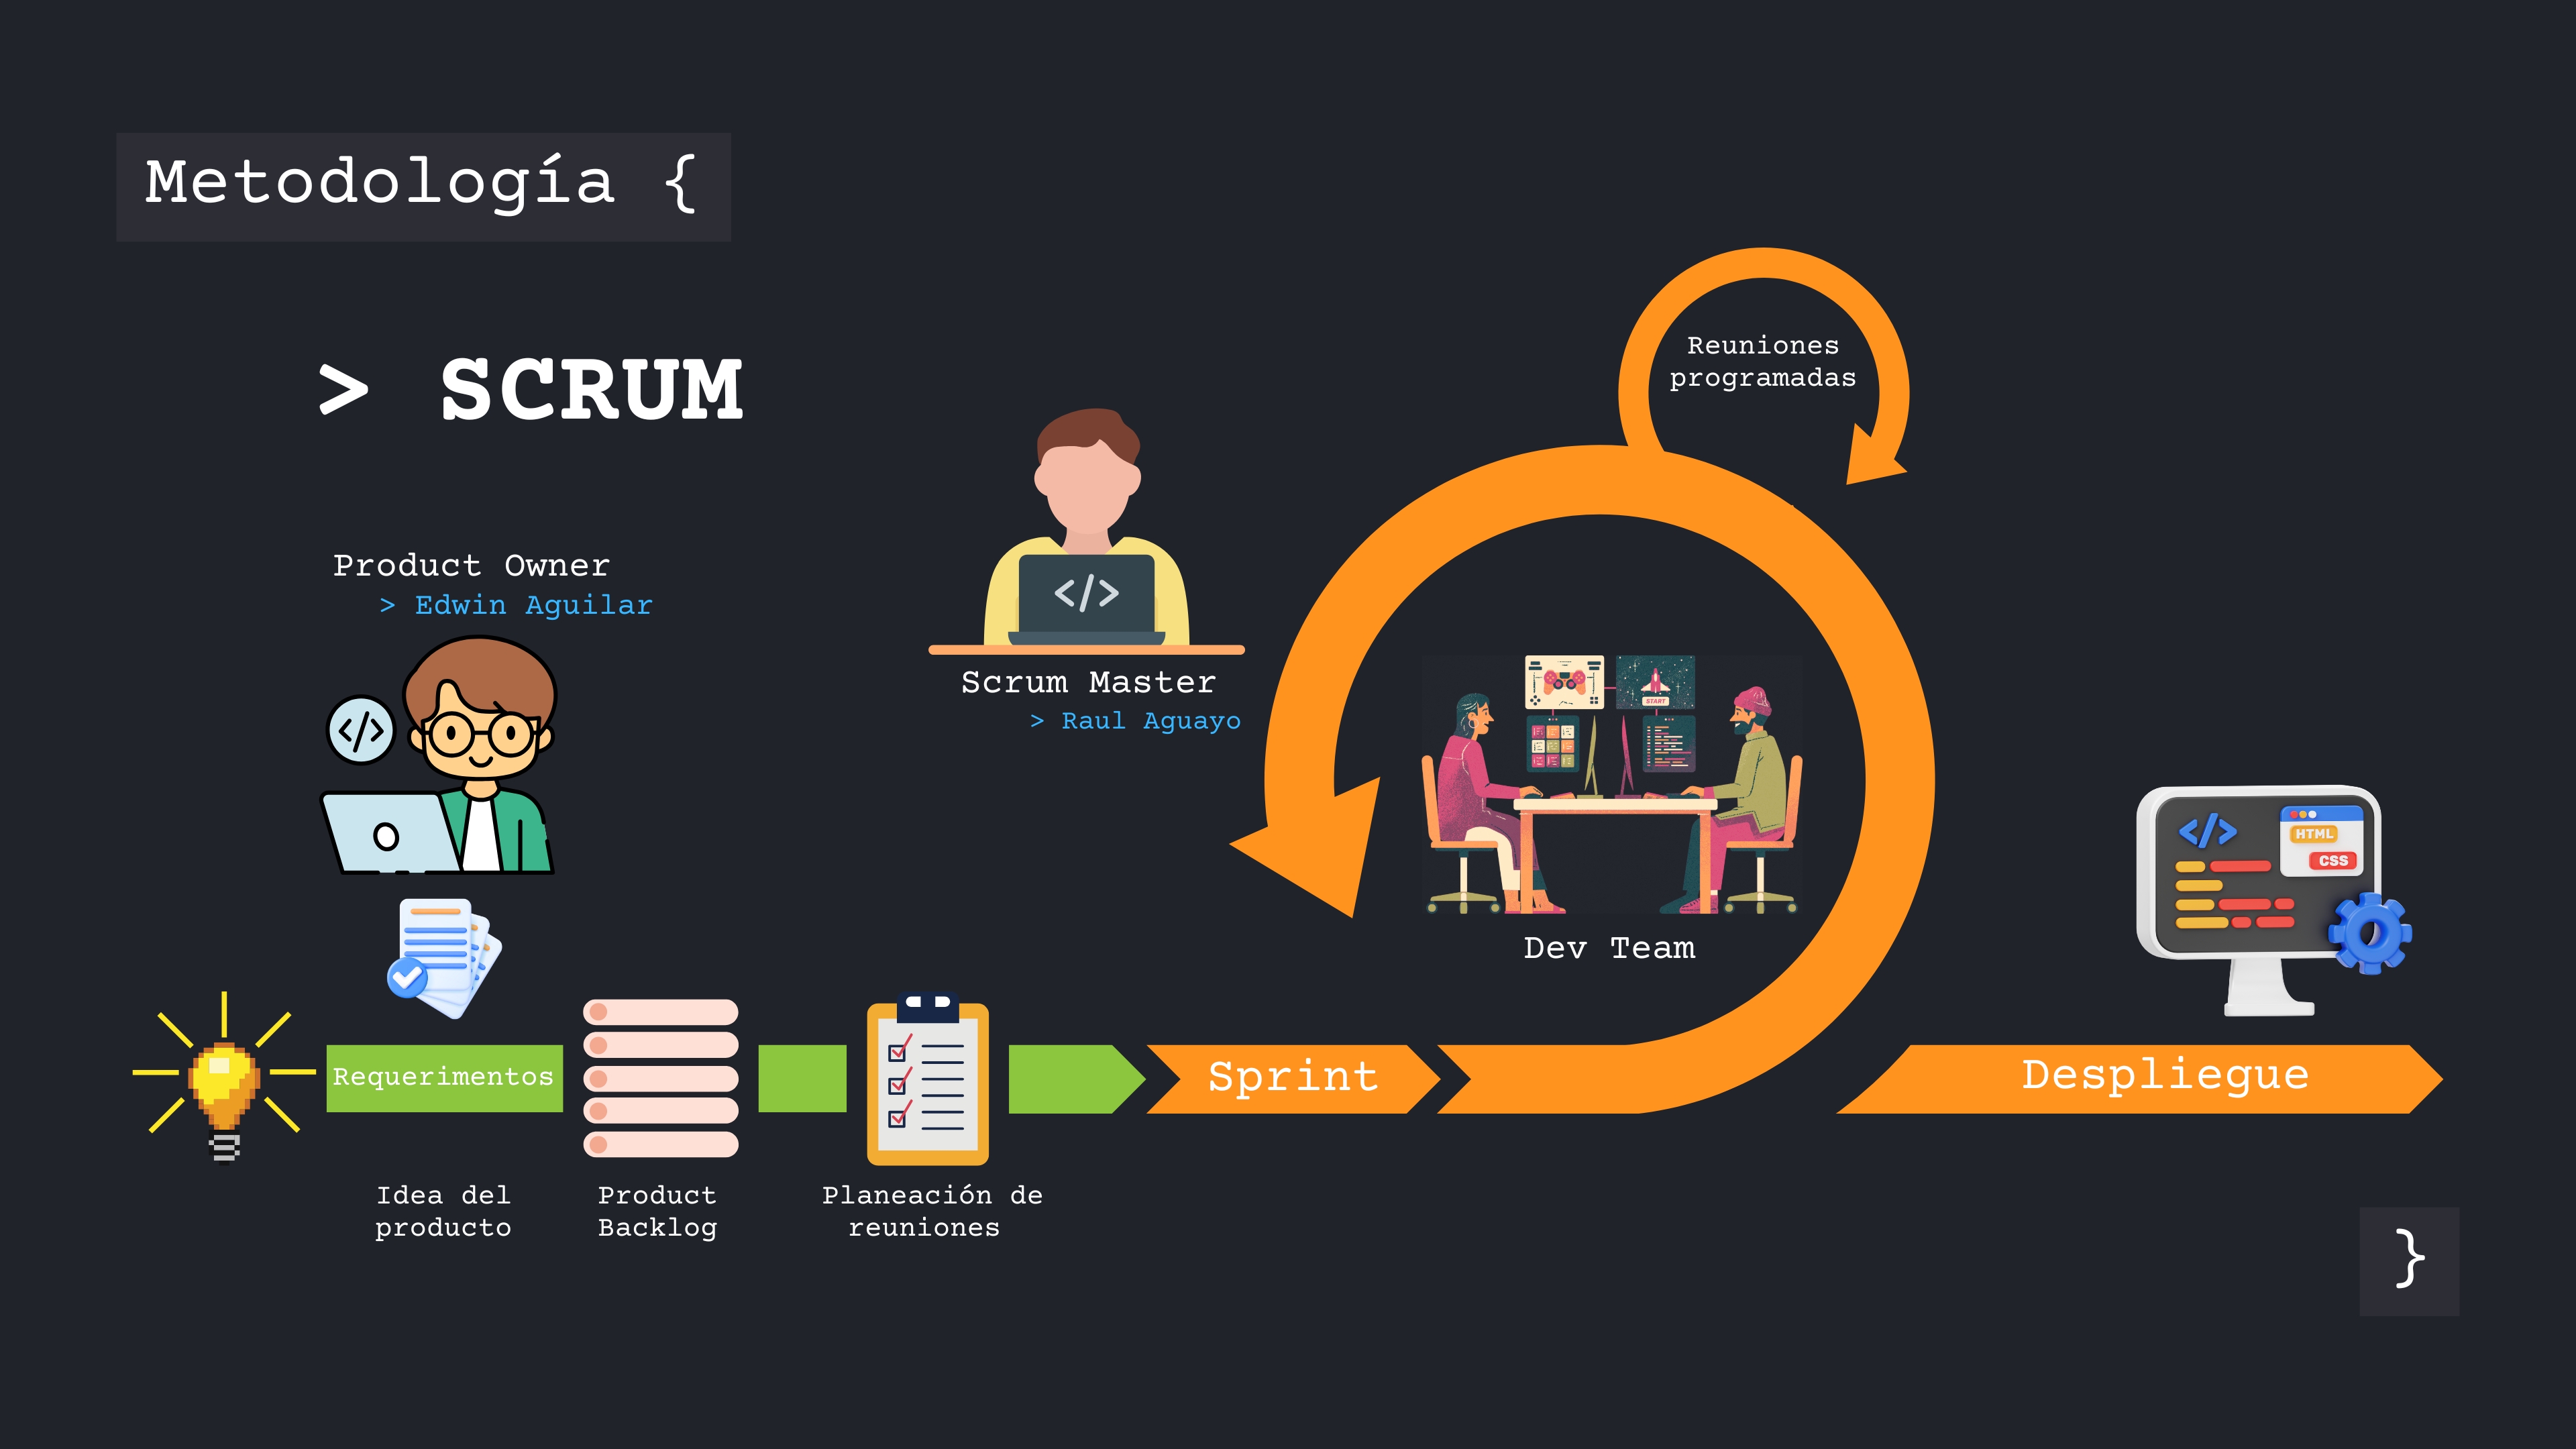 Metodología {
> SCRUM
Reuniones
programadas
Product Owner
> Edwin Aguilar
</>
</>
Scrum Master
> Raul Aguayo
START
Dev Team
</>
HTML
CSS
Requerimentos
Sprint
Despliegue
Idea del
producto
Product
Backlog
Planeación de
reuniones
}